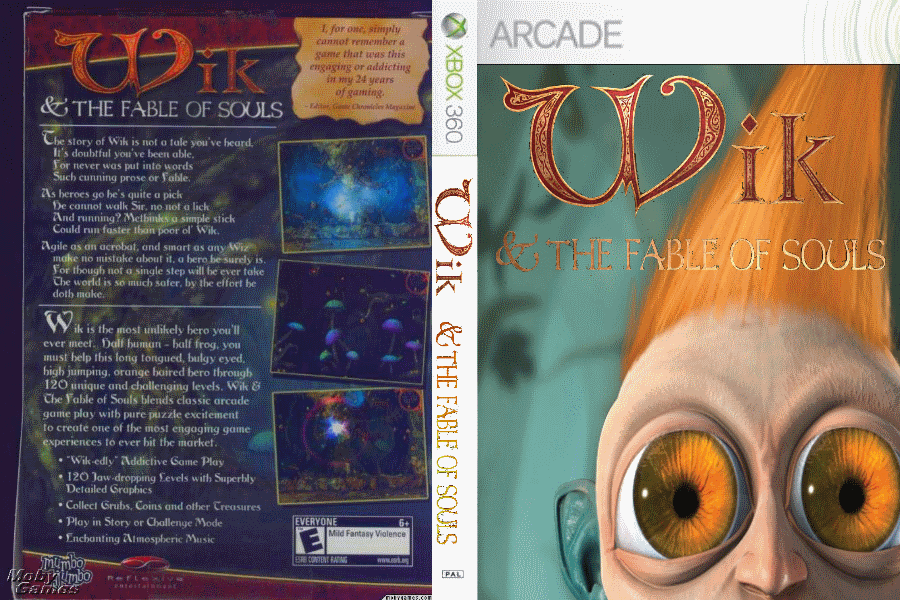 Wik
& THE FABLE OF SOULS
I, for one, simply
cannot remember a
game that was this
engaging or addicting
in my 24 years
of gaming.
- Editor, Game Chronicles Magazine
The story of Wik is not a tale you've heard,
It's doubtful you've been able,
For never was put into words
Such cunning prose or Fable.
As heroes go he's quite a pick
He cannot walk Sir, no not a lick
And running? Methinks a simple stick
Could run faster than poor ol' Wik.
Agile as an acrobat, and smart as any Wiz
make no mistake about it, a hero be surely is.
For though not a single step will he ever take
The world is so much safer, by the effort he
doth make.
Wik is the most unlikely hero you'll
ever meet. Half human - half frog, you
must help this long tongued, bulgy eyed,
high jumping, orange haired hero through
120 unique and challenging levels. Wik &
The Fable of Souls blends classic arcade
game play with pure puzzle excitement
to create one of the most engaging game
experiences to ever hit the market.
• "Wik-edly" Addictive Game Play
• 120 Jaw-dropping Levels with Superbly
Detailed Graphics
• Collect Grubs, Coins and other Treasures
• Play in Story or Challenge Mode
• Enchanting Atmospheric Music
mumbo
jumbo
Moby
Games
Reflexive
entertainment
EVERYONE 6+
E
Mild Fantasy Violence
ESRB CONTENT RATING www.esrb.org
mobygames.com
XBOX 360
Wik
& THE FABLE OF SOULS
PAL
ARCADE
Wik
& THE FABLE OF SOULS